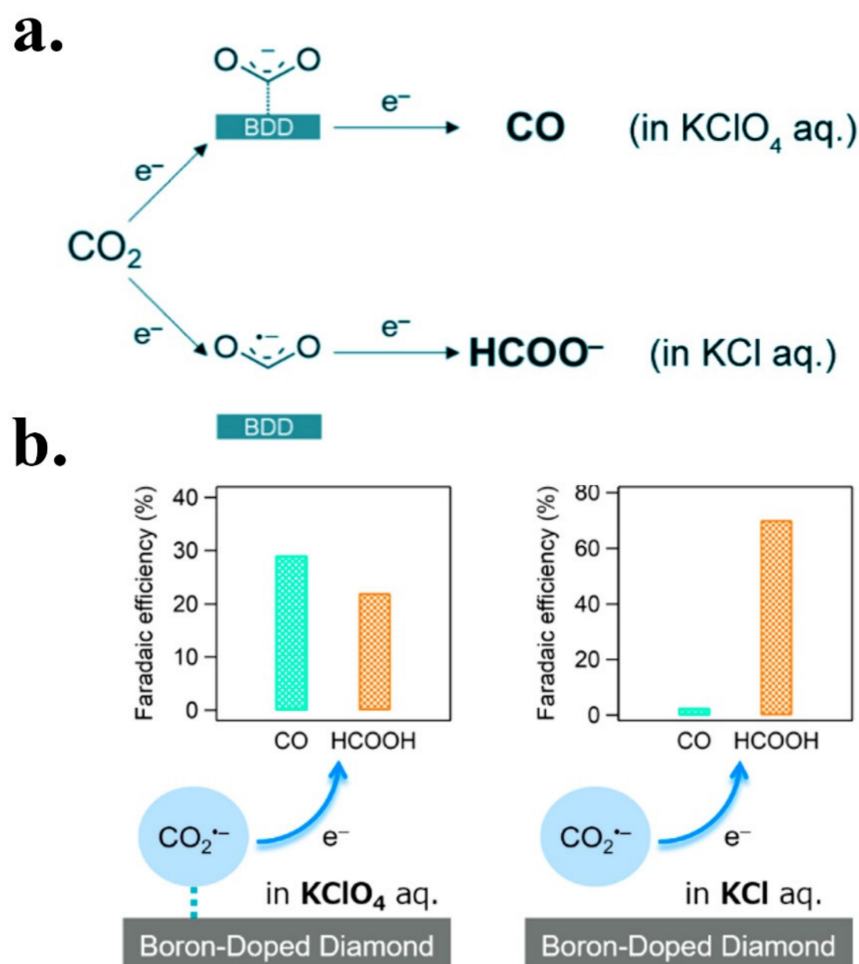 a.
O − O
BDD
e⁻
e⁻
CO (in KClO₄ aq.)
CO₂
e⁻
O •− O
e⁻
HCOO⁻ (in KCl aq.)
BDD
b.
Faradaic efficiency (%)
40
30
20
10
0
CO HCOOH
CO₂•⁻
e⁻
in KClO₄ aq.
Boron-Doped Diamond
Faradaic efficiency (%)
80
60
40
20
0
CO HCOOH
CO₂•⁻
e⁻
in KCl aq.
Boron-Doped Diamond